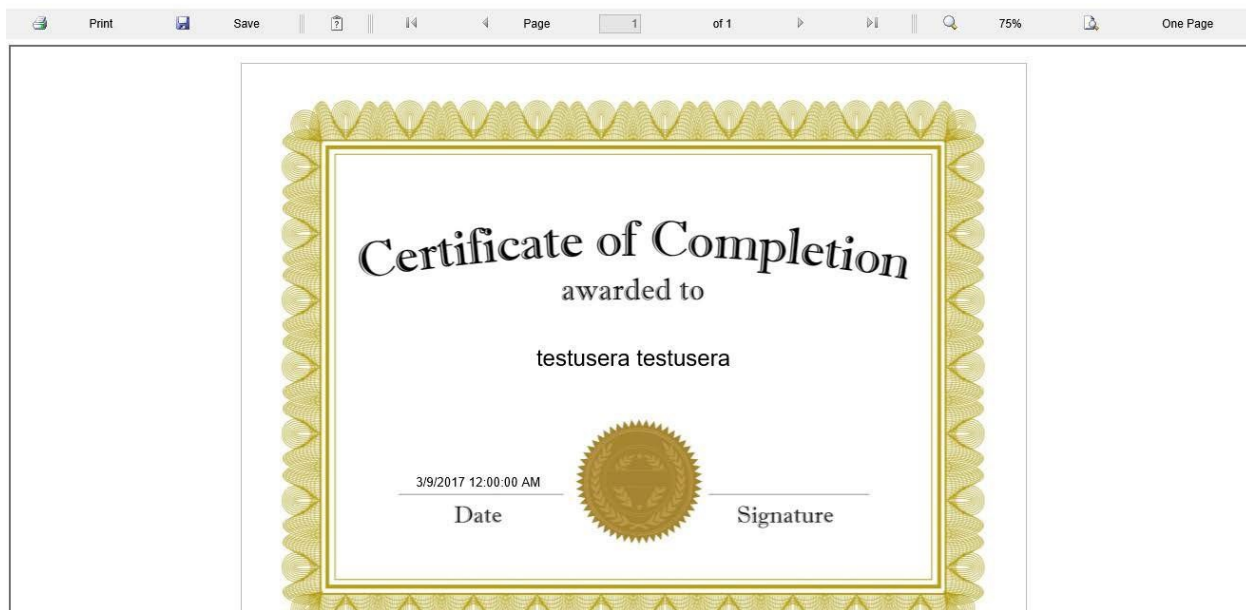 Print Save Page 1 of 1 75% One Page
Certificate of Completion
awarded to
testusera testusera
3/9/2017 12:00:00 AM
Date Signature